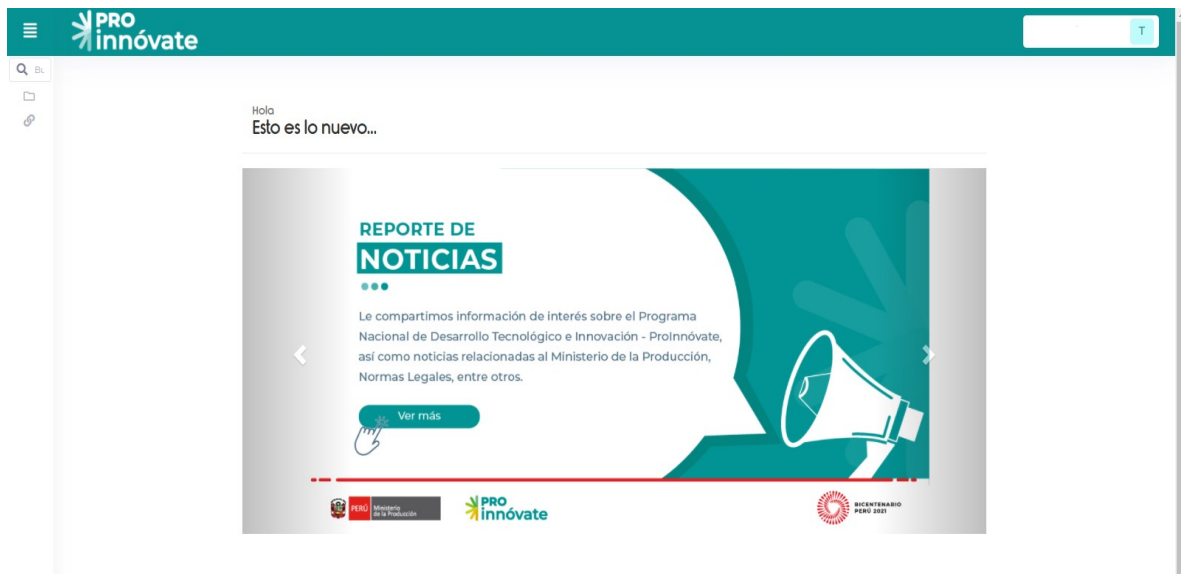 PRO
innóvate
T
Hola
Esto es lo nuevo...
REPORTE DE
NOTICIAS
Le compartimos información de interés sobre el Programa
Nacional de Desarrollo Tecnológico e Innovación - ProInnóvate,
así como noticias relacionadas al Ministerio de la Producción,
Normas Legales, entre otros.
Ver más
PERÚ
Ministerio
de la Producción
PRO
innóvate
BICENTENARIO
PERÚ 2021